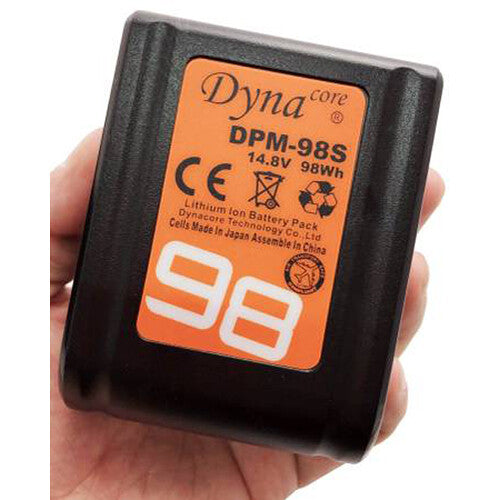 Dyna core ®
DPM-98S
14.8V 98Wh
CE
Lithium Ion Battery Pack
Dynacore Technology Co.,Ltd
Cells Made In Japan Assemble In China
98